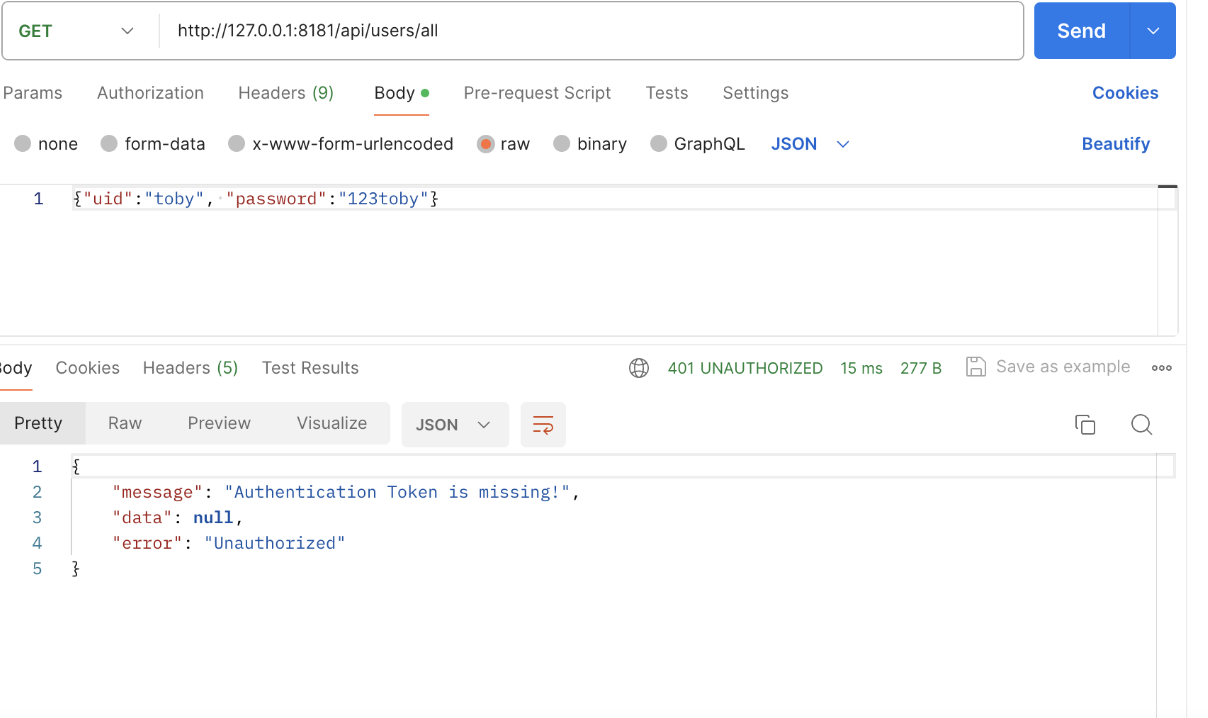 GET http://127.0.0.1:8181/api/users/all Send
Params Authorization Headers (9) Body Pre-request Script Tests Settings Cookies
none form-data x-www-form-urlencoded raw binary GraphQL JSON Beautify
1 {"uid":"toby", "password":"123toby"}
Body Cookies Headers (5) Test Results 401 UNAUTHORIZED 15 ms 277 B Save as example
Pretty Raw Preview Visualize JSON
1 {
2 "message": "Authentication Token is missing!",
3 "data": null,
4 "error": "Unauthorized"
5 }